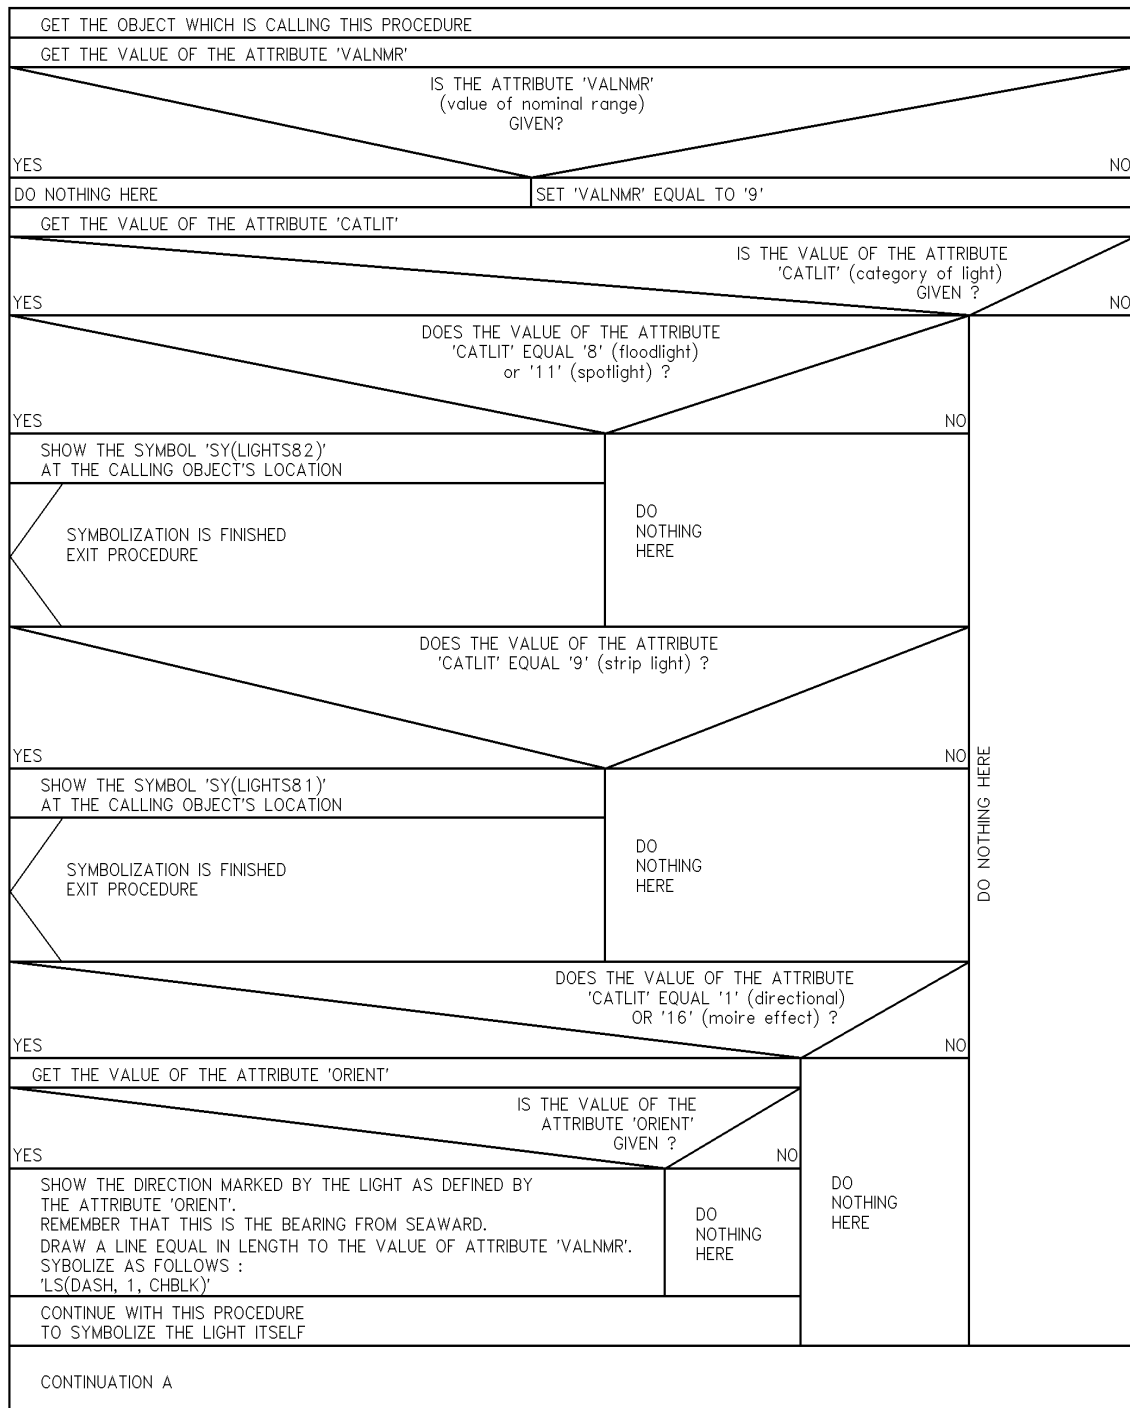 GET THE OBJECT WHICH IS CALLING THIS PROCEDURE
GET THE VALUE OF THE ATTRIBUTE 'VALNMR'
IS THE ATTRIBUTE 'VALNMR'
(value of nominal range)
GIVEN?
YES
NO
DO NOTHING HERE
SET 'VALNMR' EQUAL TO '9'
GET THE VALUE OF THE ATTRIBUTE 'CATLIT'
IS THE VALUE OF THE ATTRIBUTE
'CATLIT' (category of light)
GIVEN ?
YES
NO
DOES THE VALUE OF THE ATTRIBUTE
'CATLIT' EQUAL '8' (floodlight)
or '11' (spotlight) ?
YES
NO
SHOW THE SYMBOL 'SY(LIGHTS82)'
AT THE CALLING OBJECT'S LOCATION
SYMBOLIZATION IS FINISHED
EXIT PROCEDURE
DO
NOTHING
HERE
DOES THE VALUE OF THE ATTRIBUTE
'CATLIT' EQUAL '9' (strip light) ?
YES
NO
SHOW THE SYMBOL 'SY(LIGHTS81)'
AT THE CALLING OBJECT'S LOCATION
SYMBOLIZATION IS FINISHED
EXIT PROCEDURE
DO
NOTHING
HERE
DO NOTHING HERE
DOES THE VALUE OF THE ATTRIBUTE
'CATLIT' EQUAL '1' (directional)
OR '16' (moire effect) ?
YES
NO
GET THE VALUE OF THE ATTRIBUTE 'ORIENT'
IS THE VALUE OF THE
ATTRIBUTE 'ORIENT'
GIVEN ?
YES
NO
SHOW THE DIRECTION MARKED BY THE LIGHT AS DEFINED BY
THE ATTRIBUTE 'ORIENT'.
REMEMBER THAT THIS IS THE BEARING FROM SEAWARD.
DRAW A LINE EQUAL IN LENGTH TO THE VALUE OF ATTRIBUTE 'VALNMR'.
SYBOLIZE AS FOLLOWS :
'LS(DASH, 1, CHBLK)'
DO
NOTHING
HERE
DO
NOTHING
HERE
CONTINUE WITH THIS PROCEDURE
TO SYMBOLIZE THE LIGHT ITSELF
CONTINUATION A